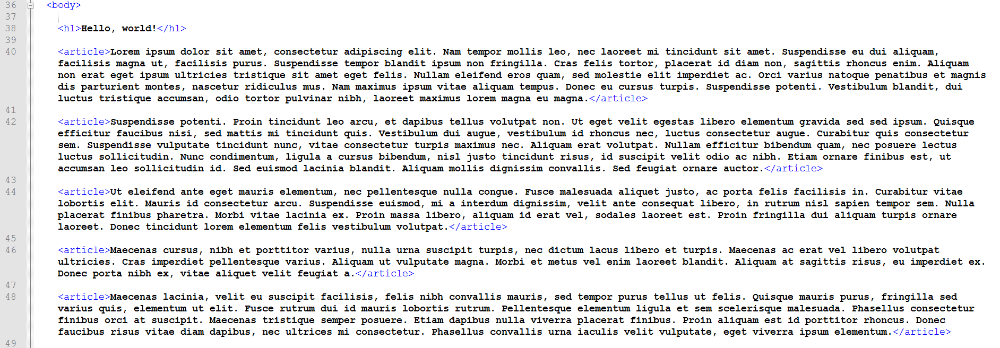 36 <body>
37
38 <h1>Hello, world!</h1>
39
40 <article>Lorem ipsum dolor sit amet, consectetur adipiscing elit. Nam tempor mollis leo, nec laoreet mi tincidunt sit amet. Suspendisse eu dui aliquam,
facilisis magna ut, facilisis purus. Suspendisse tempor blandit ipsum non fringilla. Cras felis tortor, placerat id diam non, sagittis rhoncus enim. Aliquam
non erat eget ipsum ultricies tristique sit amet eget felis. Nullam eleifend eros quam, sed molestie elit imperdiet ac. Orci varius natoque penatibus et magnis
dis parturient montes, nascetur ridiculus mus. Nam maximus ipsum vitae aliquam tempus. Donec eu cursus turpis. Suspendisse potenti. Vestibulum blandit, dui
luctus tristique accumsan, odio tortor pulvinar nibh, laoreet maximus lorem magna eu magna.</article>
41
42 <article>Suspendisse potenti. Proin tincidunt leo arcu, et dapibus tellus volutpat non. Ut eget velit egestas libero elementum gravida sed sed ipsum. Quisque
efficitur faucibus nisi, sed mattis mi tincidunt quis. Vestibulum dui augue, vestibulum id rhoncus nec, luctus consectetur augue. Curabitur quis consectetur
sem. Suspendisse vulputate tincidunt nunc, vitae consectetur turpis maximus nec. Aliquam erat volutpat. Nullam efficitur bibendum quam, nec posuere lectus
luctus sollicitudin. Nunc condimentum, ligula a cursus bibendum, nisl justo tincidunt risus, id suscipit velit odio ac nibh. Etiam ornare finibus est, ut
accumsan leo sollicitudin id. Sed euismod lacinia blandit. Aliquam mollis dignissim convallis. Sed feugiat ornare auctor.</article>
43
44 <article>Ut eleifend ante eget mauris elementum, nec pellentesque nulla congue. Fusce malesuada aliquet justo, ac porta felis facilisis in. Curabitur vitae
lobortis elit. Mauris id consectetur arcu. Suspendisse euismod, mi a interdum dignissim, velit ante consequat libero, in rutrum nisl sapien tempor sem. Nulla
placerat finibus pharetra. Morbi vitae lacinia ex. Proin massa libero, aliquam id erat vel, sodales laoreet est. Proin fringilla dui aliquam turpis ornare
laoreet. Donec tincidunt lorem elementum felis vestibulum volutpat.</article>
45
46 <article>Maecenas cursus, nibh et porttitor varius, nulla urna suscipit turpis, nec dictum lacus libero et turpis. Maecenas ac erat vel libero volutpat
ultricies. Cras imperdiet pellentesque varius. Aliquam ut vulputate magna. Morbi et metus vel enim laoreet blandit. Aliquam at sagittis risus, eu imperdiet ex.
Donec porta nibh ex, vitae aliquet velit feugiat a.</article>
47
48 <article>Maecenas lacinia, velit eu suscipit facilisis, felis nibh convallis mauris, sed tempor purus tellus ut felis. Quisque mauris purus, fringilla sed
varius quis, elementum ut elit. Fusce rutrum dui id mauris lobortis rutrum. Pellentesque elementum ligula et sem scelerisque malesuada. Phasellus consectetur
finibus orci at suscipit. Maecenas tristique semper posuere. Etiam dapibus nulla viverra placerat finibus. Proin aliquam est id porttitor rhoncus. Donec
faucibus risus vitae diam dapibus, nec ultrices mi consectetur. Phasellus convallis urna iaculis velit vulputate, eget viverra ipsum elementum.</article>
49